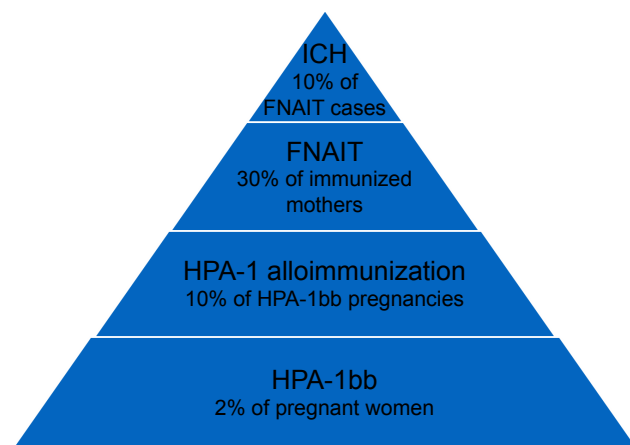 ICH
10% of
FNAIT cases
FNAIT
30% of immunized
mothers
HPA-1 alloimmunization
10% of HPA-1bb pregnancies
HPA-1bb
2% of pregnant women